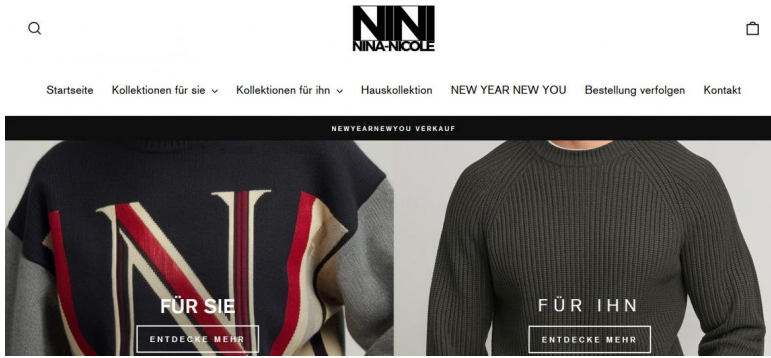 NINI
NINA-NICOLE
Startseite Kollektionen für sie Kollektionen für ihn Hauskollektion NEW YEAR NEW YOU Bestellung verfolgen Kontakt
NEWYEARNEWYOU VERKAUF
N
FÜR SIE FÜR IHN
ENTDECKE MEHR ENTDECKE MEHR